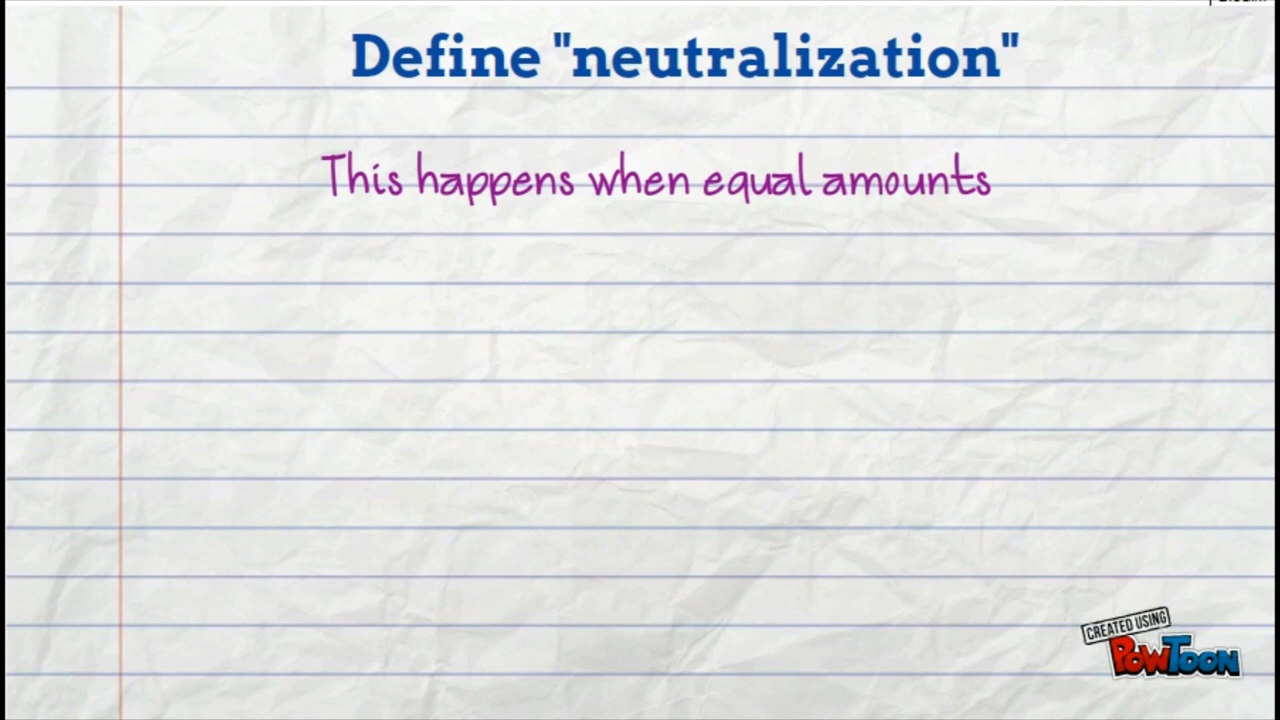 Define "neutralization"
This happens when equal amounts
CREATED USING
POWTOON